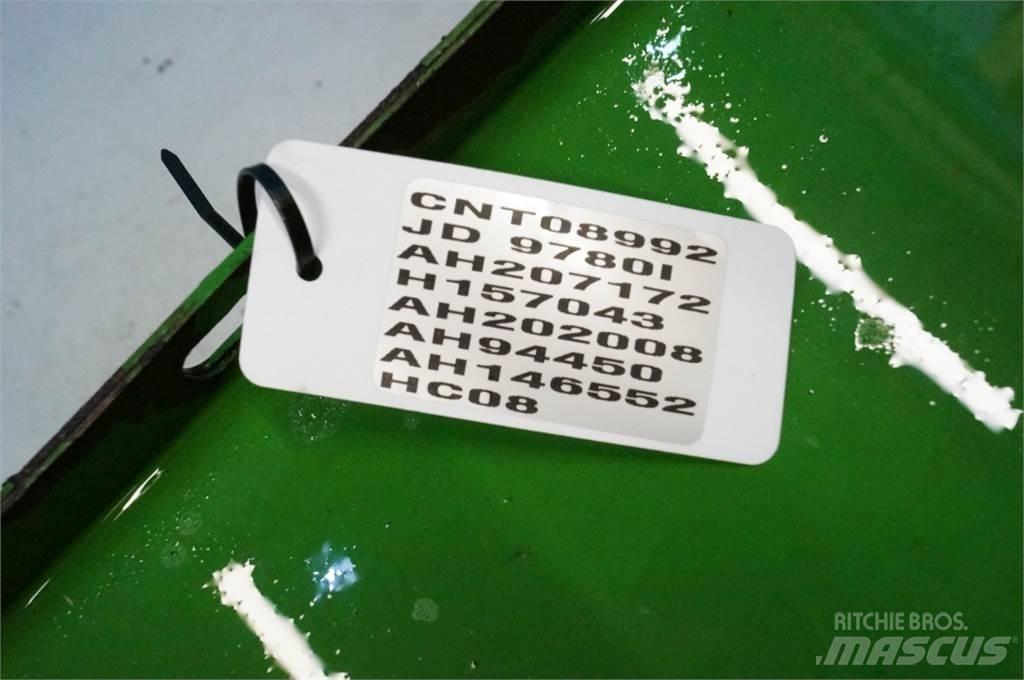 CNT08992
JD 9780I
AH207172
H157043
AH202008
AH94450
AH146552
HC08
RITCHIE BROS.
MASCUS